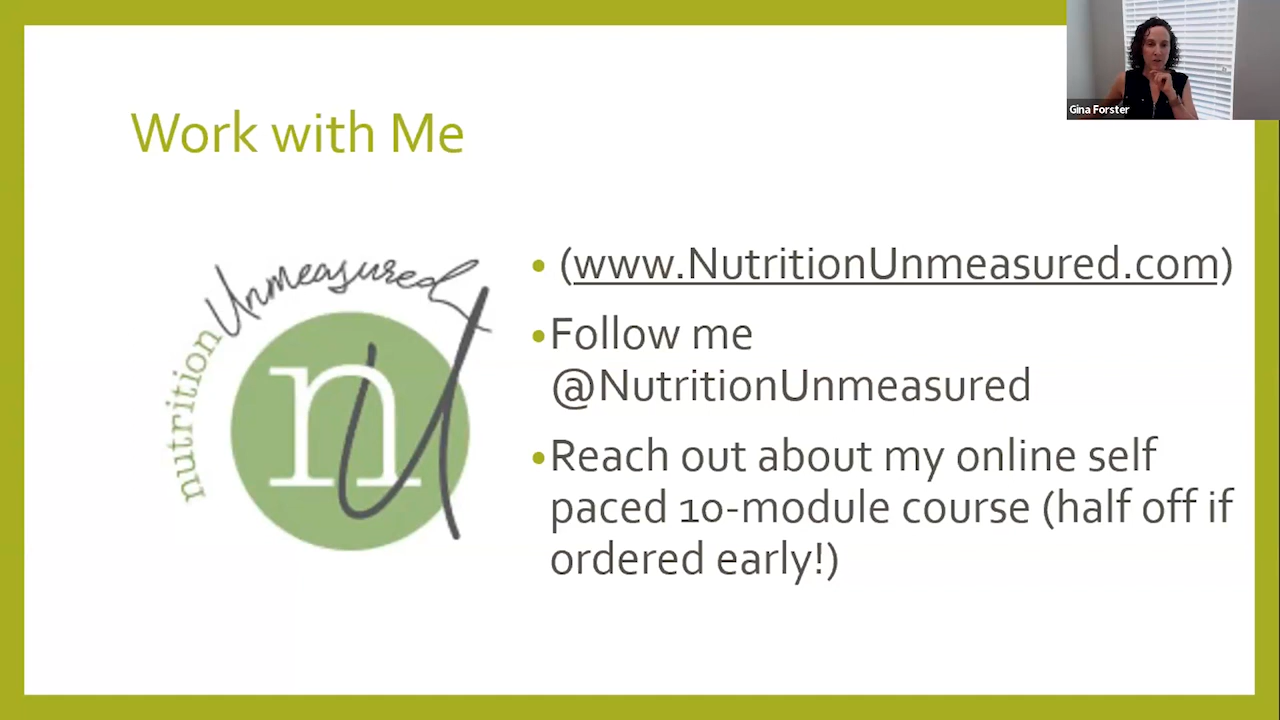 Gina Forster
Work with Me
nutrition Unmeasured
nU
• (www.NutritionUnmeasured.com)
•Follow me
@NutritionUnmeasured
•Reach out about my online self
paced 10-module course (half off if
ordered early!)